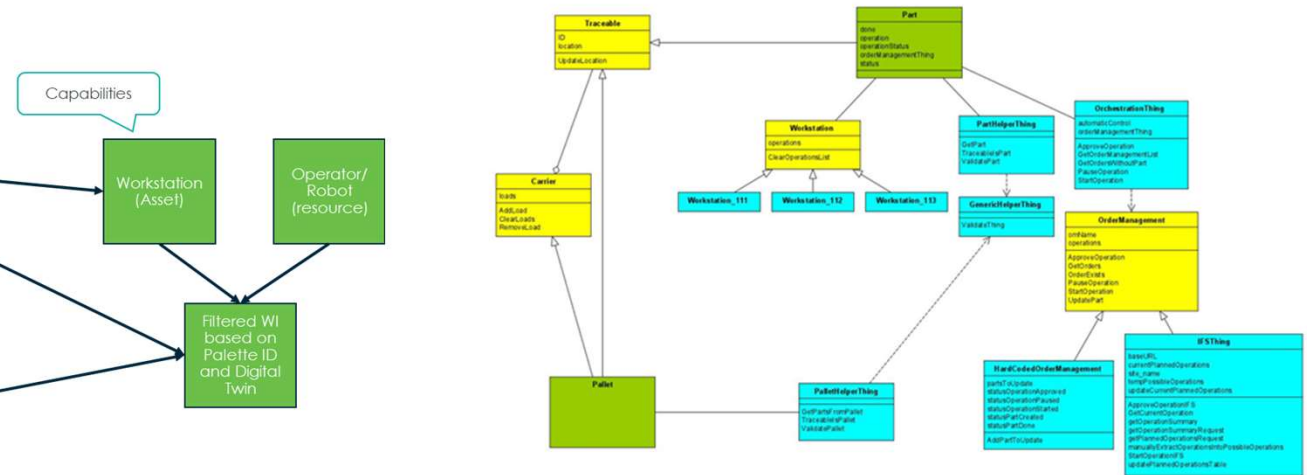 Capabilities
Workstation
(Asset)
Operator/
Robot
(resource)
Filtered WI
based on
Palette ID
and Digital
Twin
Traceable
ID
location
UpdateLocation
Part
done
operation
operationStatus
orderManagementThing
status
Workstation
operations
ClearOperationsList
PartHelperThing
GetPart
TraceableIsPart
ValidatePart
OrchestrationThing
automaticControl
orderManagementThing
ApproveOperation
GetOrderManagementList
GetOrdersWithoutPart
PauseOperation
StartOperation
Carrier
loads
AddLoad
ClearLoads
RemoveLoad
Workstation_111
Workstation_112
Workstation_113
GenericHelperThing
ValidateThing
OrderManagement
omName
operations
ApproveOperation
GetOrders
OrderExists
PauseOperation
StartOperation
UpdatePart
Pallet
PalletHelperThing
GetPartsFromPallet
TraceableIsPallet
ValidatePallet
HardCodedOrderManagement
partsToUpdate
statusOperationApproved
statusOperationPaused
statusOperationStarted
statusPartCreated
statusPartDone
AddPartToUpdate
IFSThing
baseURL
currentPlannedOperations
site_name
tempPossibleOperations
updateCurrentPlannedOperations
ApproveOperationIFS
GetCurrentOperation
getOperationSummary
getOperationSummaryRequest
getPlannedOperationsRequest
manuallyExtractOperationsIntoPossibleOperations
StartOperationIFS
updatePlannedOperationsTable